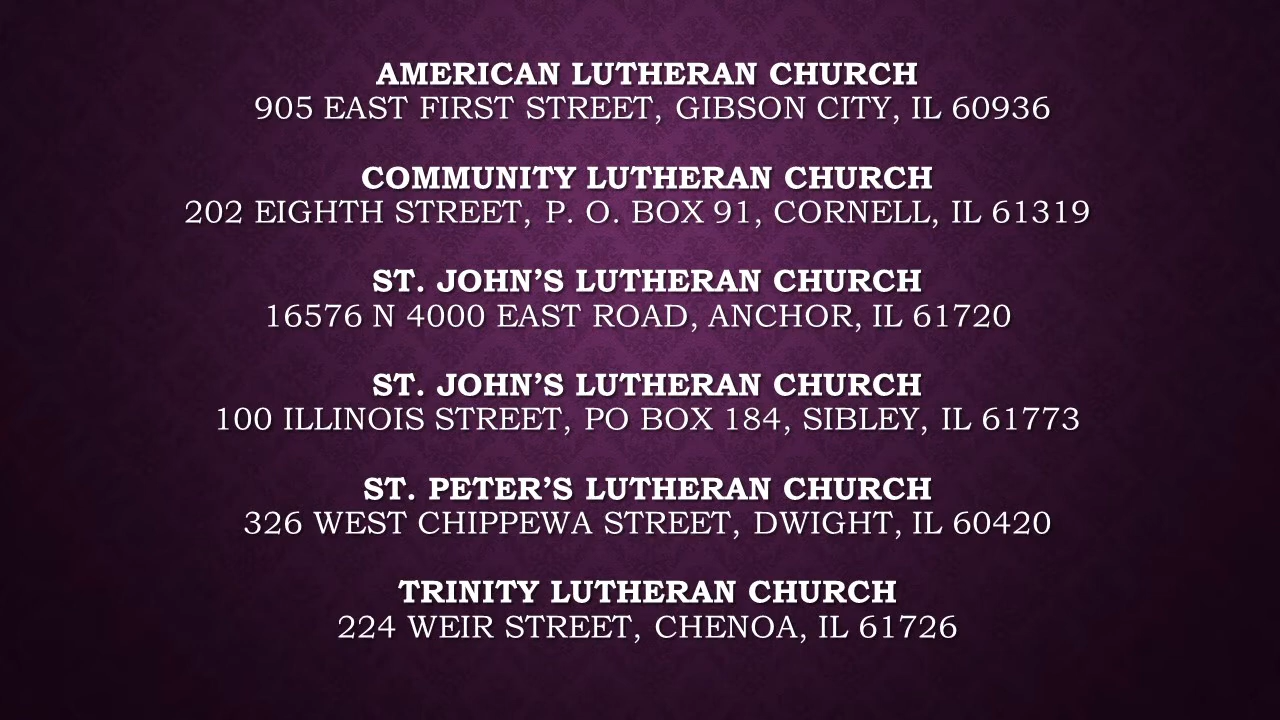 AMERICAN LUTHERAN CHURCH
905 EAST FIRST STREET, GIBSON CITY, IL 60936
COMMUNITY LUTHERAN CHURCH
202 EIGHTH STREET, P. O. BOX 91, CORNELL, IL 61319
ST. JOHN’S LUTHERAN CHURCH
16576 N 4000 EAST ROAD, ANCHOR, IL 61720
ST. JOHN’S LUTHERAN CHURCH
100 ILLINOIS STREET, PO BOX 184, SIBLEY, IL 61773
ST. PETER’S LUTHERAN CHURCH
326 WEST CHIPPEWA STREET, DWIGHT, IL 60420
TRINITY LUTHERAN CHURCH
224 WEIR STREET, CHENOA, IL 61726